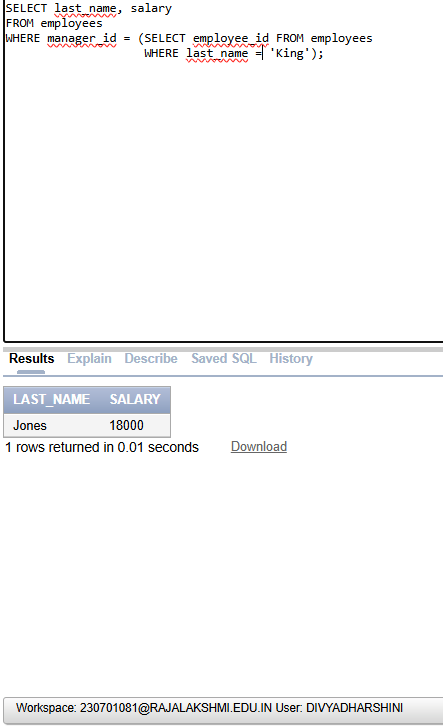 SELECT last_name, salary
FROM employees
WHERE manager_id = (SELECT employee_id FROM employees
WHERE last_name = 'King');
Results Explain Describe Saved SQL History
LAST_NAME SALARY
Jones 18000
1 rows returned in 0.01 seconds Download
Workspace: 230701081@RAJALAKSHMI.EDU.IN User: DIVYADHARSHINI